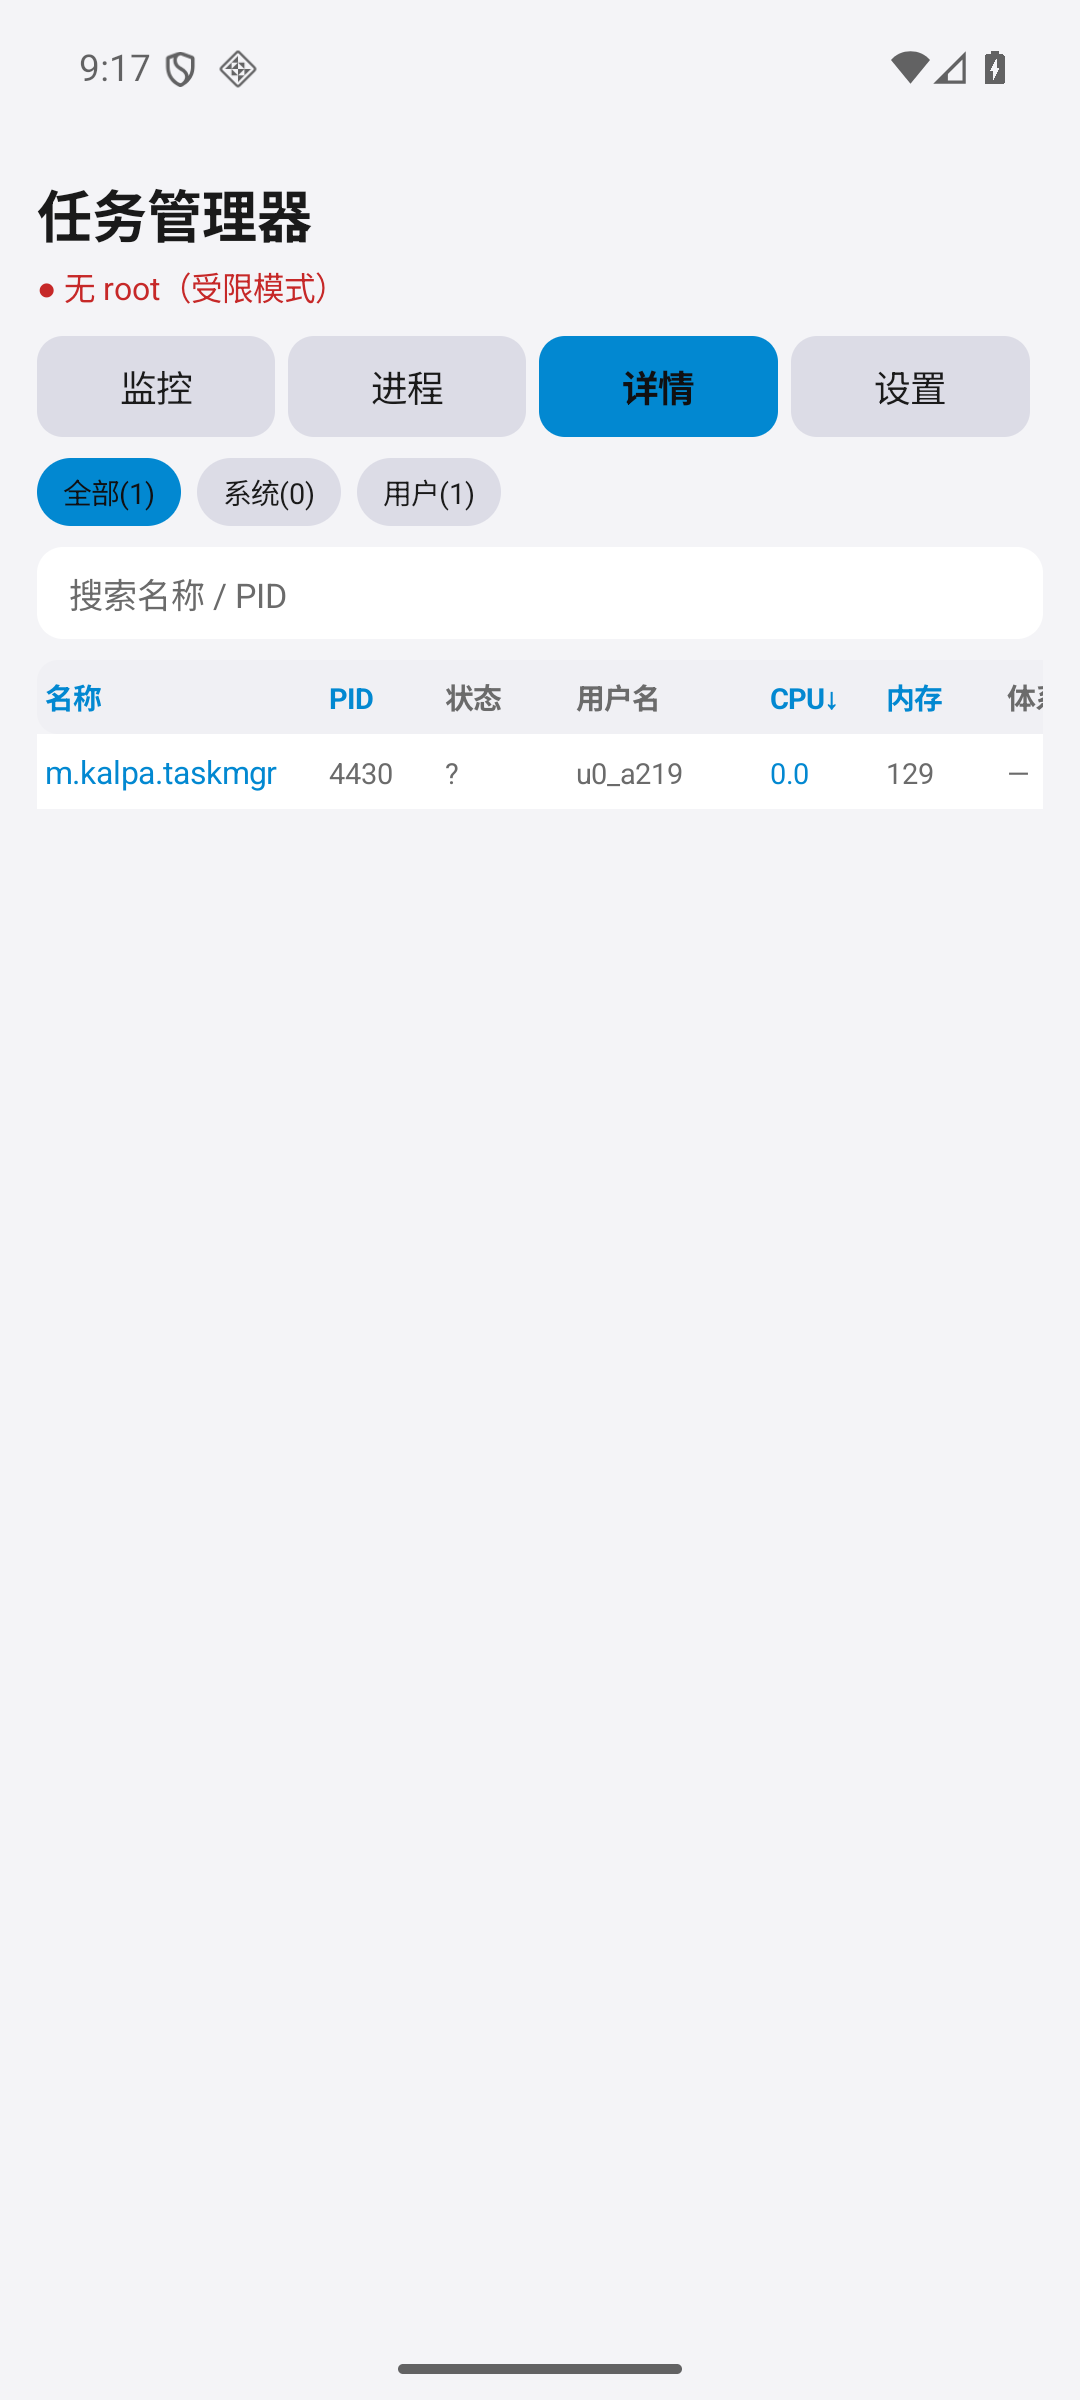 9:17
任务管理器
● 无 root（受限模式）
监控 进程 详情 设置
全部(1) 系统(0) 用户(1)
搜索名称 / PID
名称 PID 状态 用户名 CPU↓ 内存 体
m.kalpa.taskmgr 4430 ? u0_a219 0.0 129 —